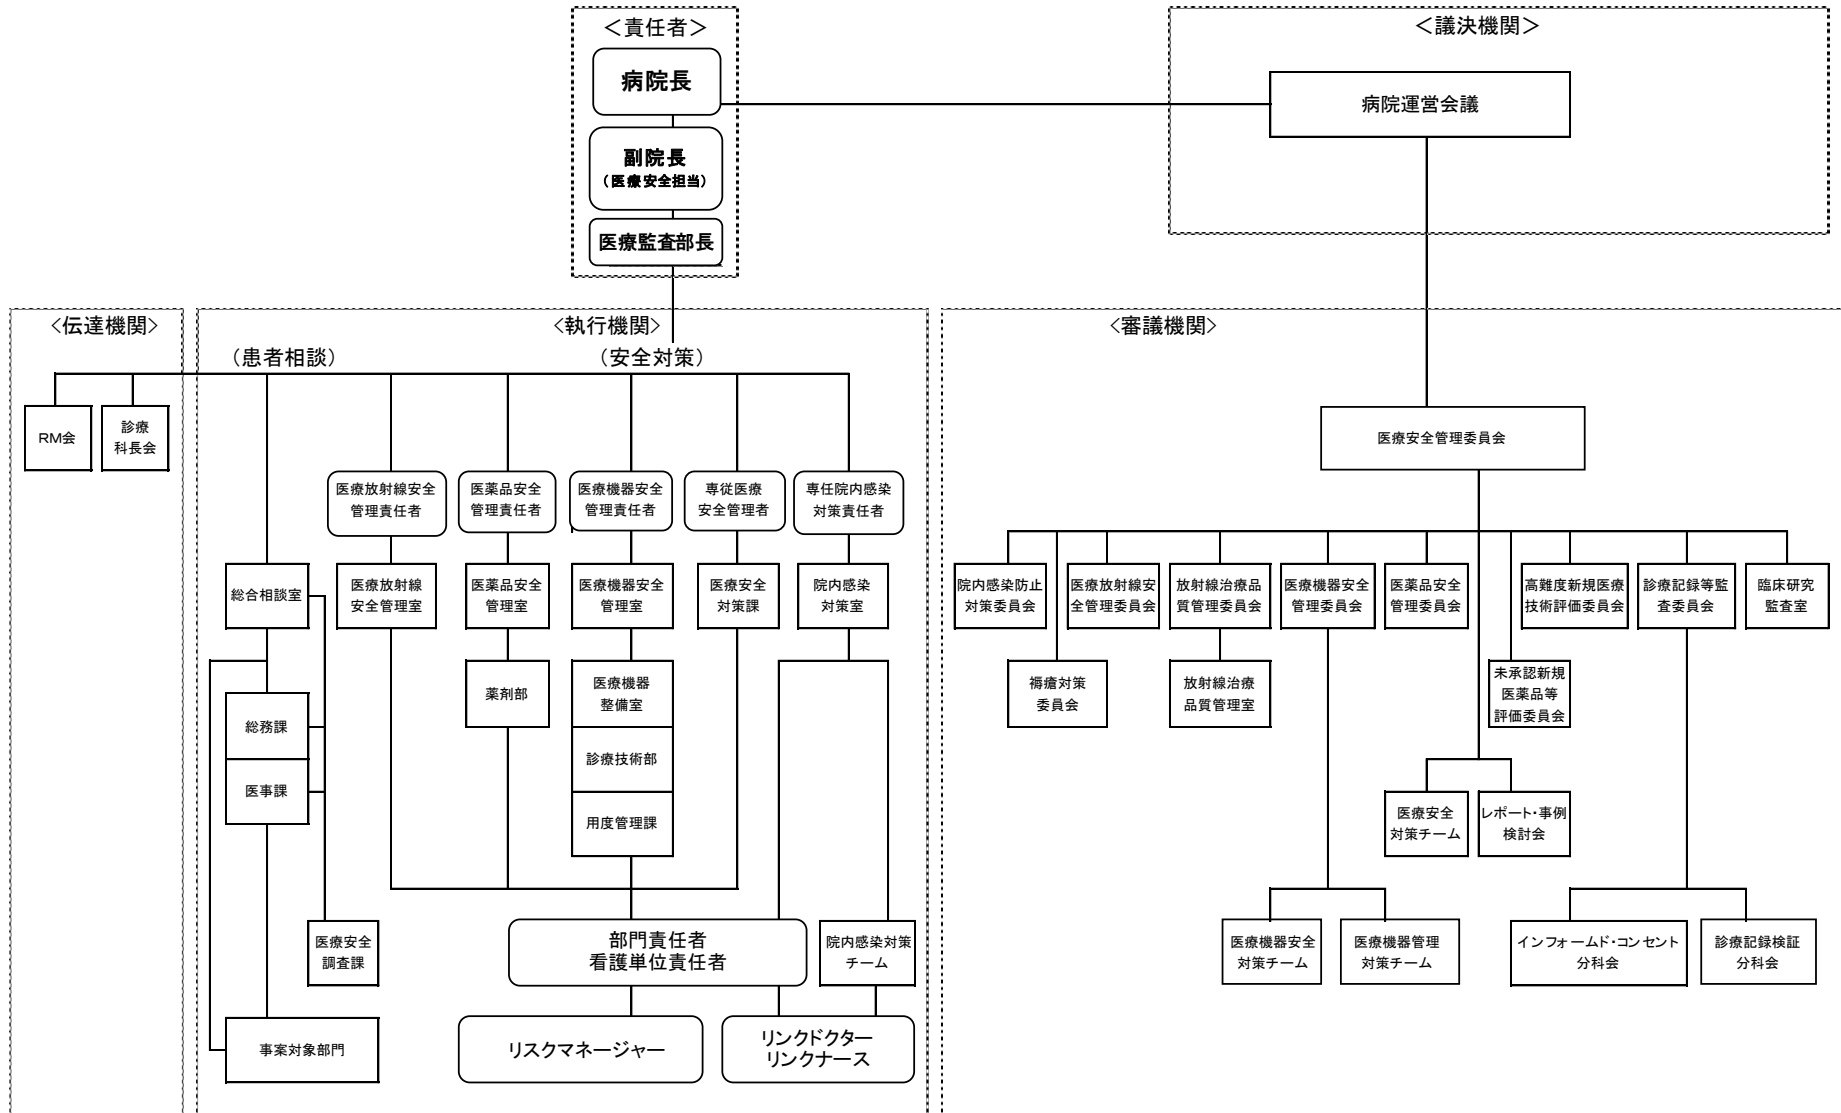 ＜責任者＞
病院長
副院長
（医療安全担当）
医療監査部長
＜議決機関＞
病院運営会議
＜伝達機関＞
RM会
診療
科長会
＜執行機関＞
（患者相談）
（安全対策）
医療放射線安全
管理責任者
医薬品安全
管理責任者
医療機器安全
管理責任者
専従医療
安全管理者
専任院内感染
対策責任者
総合相談室
医療放射線
安全管理室
医薬品安全
管理室
医療機器安全
管理室
医療安全
対策課
院内感染
対策室
総務課
医事課
薬剤部
医療機器
整備室
診療技術部
用度管理課
医療安全
調査課
部門責任者
看護単位責任者
院内感染対策
チーム
事案対象部門
リスクマネージャー
リンクドクター
リンクナース
＜審議機関＞
医療安全管理委員会
院内感染防止
対策委員会
医療放射線安
全管理委員会
放射線治療品
質管理委員会
医療機器安全
管理委員会
医薬品安全
管理委員会
高難度新規医療
技術評価委員会
診療記録等監
査委員会
臨床研究
監査室
褥瘡対策
委員会
放射線治療
品質管理室
未承認新規
医薬品等
評価委員会
医療安全
対策チーム
レポート・事例
検討会
医療機器安全
対策チーム
医療機器管理
対策チーム
インフォームド・コンセント
分科会
診療記録検証
分科会